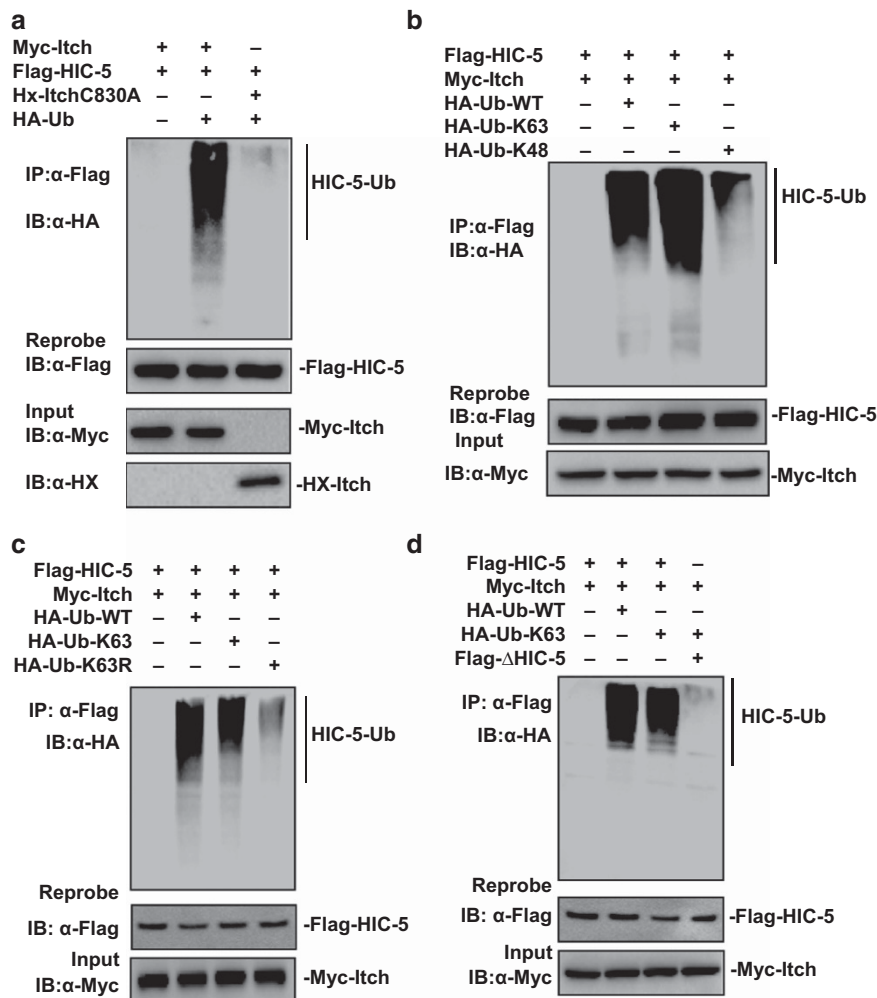 a
Myc-Itch + + –
Flag-HIC-5 + + +
Hx-ItchC830A – – +
HA-Ub – + +
IP:α-Flag
IB:α-HA
HIC-5-Ub
Reprobe
IB:α-Flag
-Flag-HIC-5
Input
IB:α-Myc
-Myc-Itch
IB:α-HX
-HX-Itch
b
Flag-HIC-5 + + + +
Myc-Itch + + + +
HA-Ub-WT – + – –
HA-Ub-K63 – – + –
HA-Ub-K48 – – – +
IP:α-Flag
IB:α-HA
HIC-5-Ub
Reprobe
IB:α-Flag
-Flag-HIC-5
Input
IB:α-Myc
-Myc-Itch
c
Flag-HIC-5 + + + +
Myc-Itch + + + +
HA-Ub-WT – + – –
HA-Ub-K63 – – + –
HA-Ub-K63R – – – +
IP: α-Flag
IB:α-HA
HIC-5-Ub
Reprobe
IB: α-Flag
-Flag-HIC-5
Input
IB:α-Myc
-Myc-Itch
d
Flag-HIC-5 + + + –
Myc-Itch + + + +
HA-Ub-WT – + – –
HA-Ub-K63 – – + +
Flag-ΔHIC-5 – – – +
IP: α-Flag
IB:α-HA
HIC-5-Ub
Reprobe
IB: α-Flag
-Flag-HIC-5
Input
IB:α-Myc
-Myc-Itch